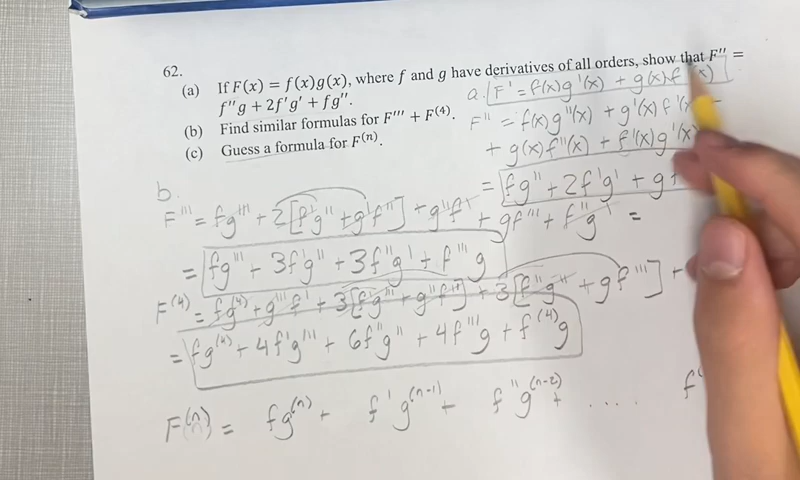 62.
(a) If F(x) = f(x)g(x), where f and g have derivatives of all orders, show that F'' =
f''g + 2f'g' + fg''.
(b) Find similar formulas for F''' + F⁽⁴⁾.
(c) Guess a formula for F⁽ⁿ⁾.
a. F' = f(x)g'(x) + g(x)f'(x)
F'' = f(x)g''(x) + g'(x)f'(x)
+ g(x)f''(x) + f'(x)g'(x)
= fg'' + 2f'g' + gf
b.
F''' = fg''' + 2[f'g'' + g'f''] + g''f' + gf''' + f''g' =
= fg''' + 3f'g'' + 3f''g' + f'''g
F⁽⁴⁾ = fg⁽⁴⁾ + g'''f' + 3[f'g''' + g''f''] + 3[f''g'' + g'f'''] +
= fg⁽⁴⁾ + 4f'g''' + 6f''g'' + 4f'''g + f⁽⁴⁾g
F⁽ⁿ⁾ = fg⁽ⁿ⁾ + f'g⁽ⁿ⁻¹⁾ + f''g⁽ⁿ⁻²⁾ + .... f